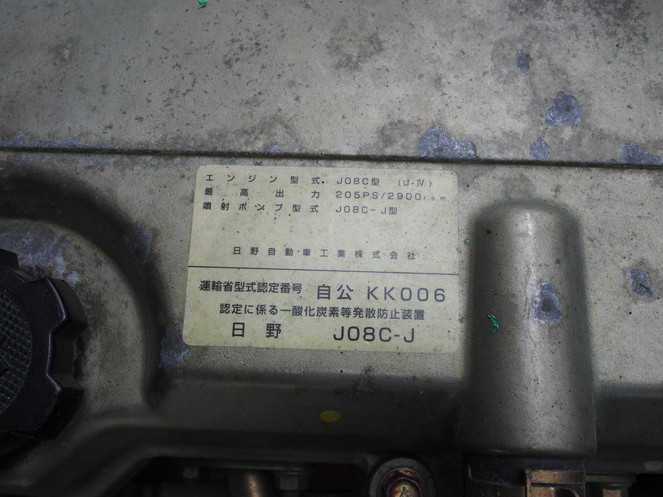 エンジン型式 J08C型 (J-Ⅳ)
最高出力 205PS/2900r.p.m
噴射ポンプ型式 J08C-J型
日野自動車工業株式会社
運輸省型式認定番号 自公 KK006
認定に係る一酸化炭素等発散防止装置
日野 J08C-J